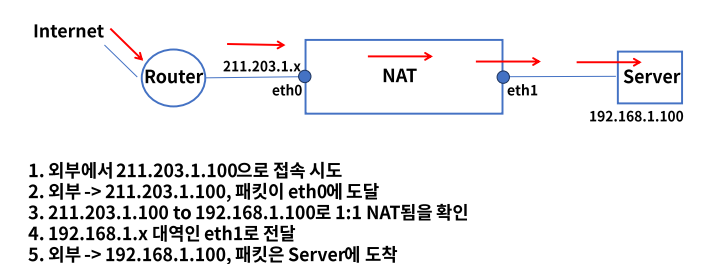 Internet
Router
211.203.1.x
eth0
NAT
eth1
Server
192.168.1.100
1. 외부에서 211.203.1.100으로 접속 시도
2. 외부 -> 211.203.1.100, 패킷이 eth0에 도달
3. 211.203.1.100 to 192.168.1.100로 1:1 NAT됨을 확인
4. 192.168.1.x 대역인 eth1로 전달
5. 외부 -> 192.168.1.100, 패킷은 Server에 도착